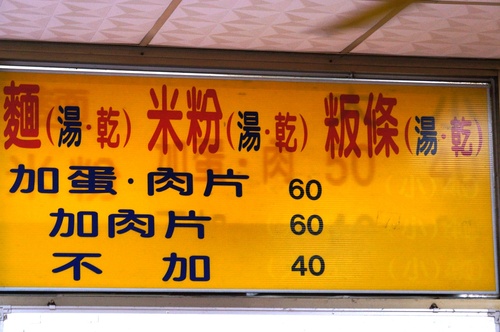 麵(湯·乾) 米粉(湯·乾) 粄條(湯·乾)
加蛋·肉片 60
加肉片 60
不加 40